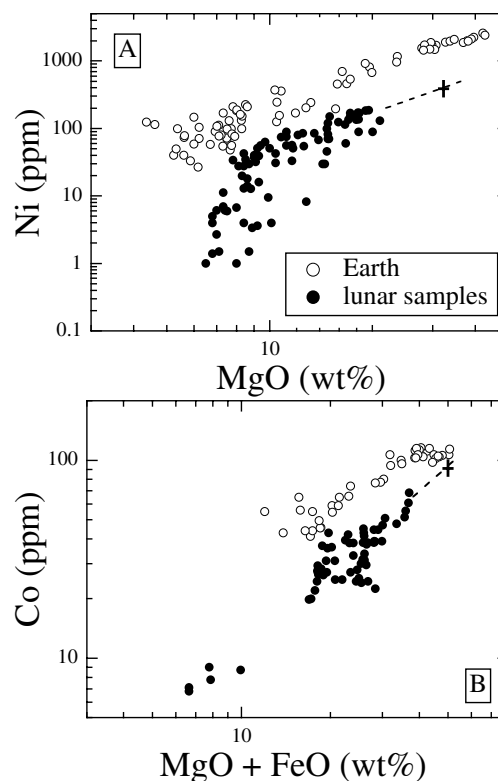 A
1000
100
10
1
0.1
Ni (ppm)
Earth
lunar samples
10
MgO (wt%)
100
10
Co (ppm)
B
10
MgO + FeO (wt%)